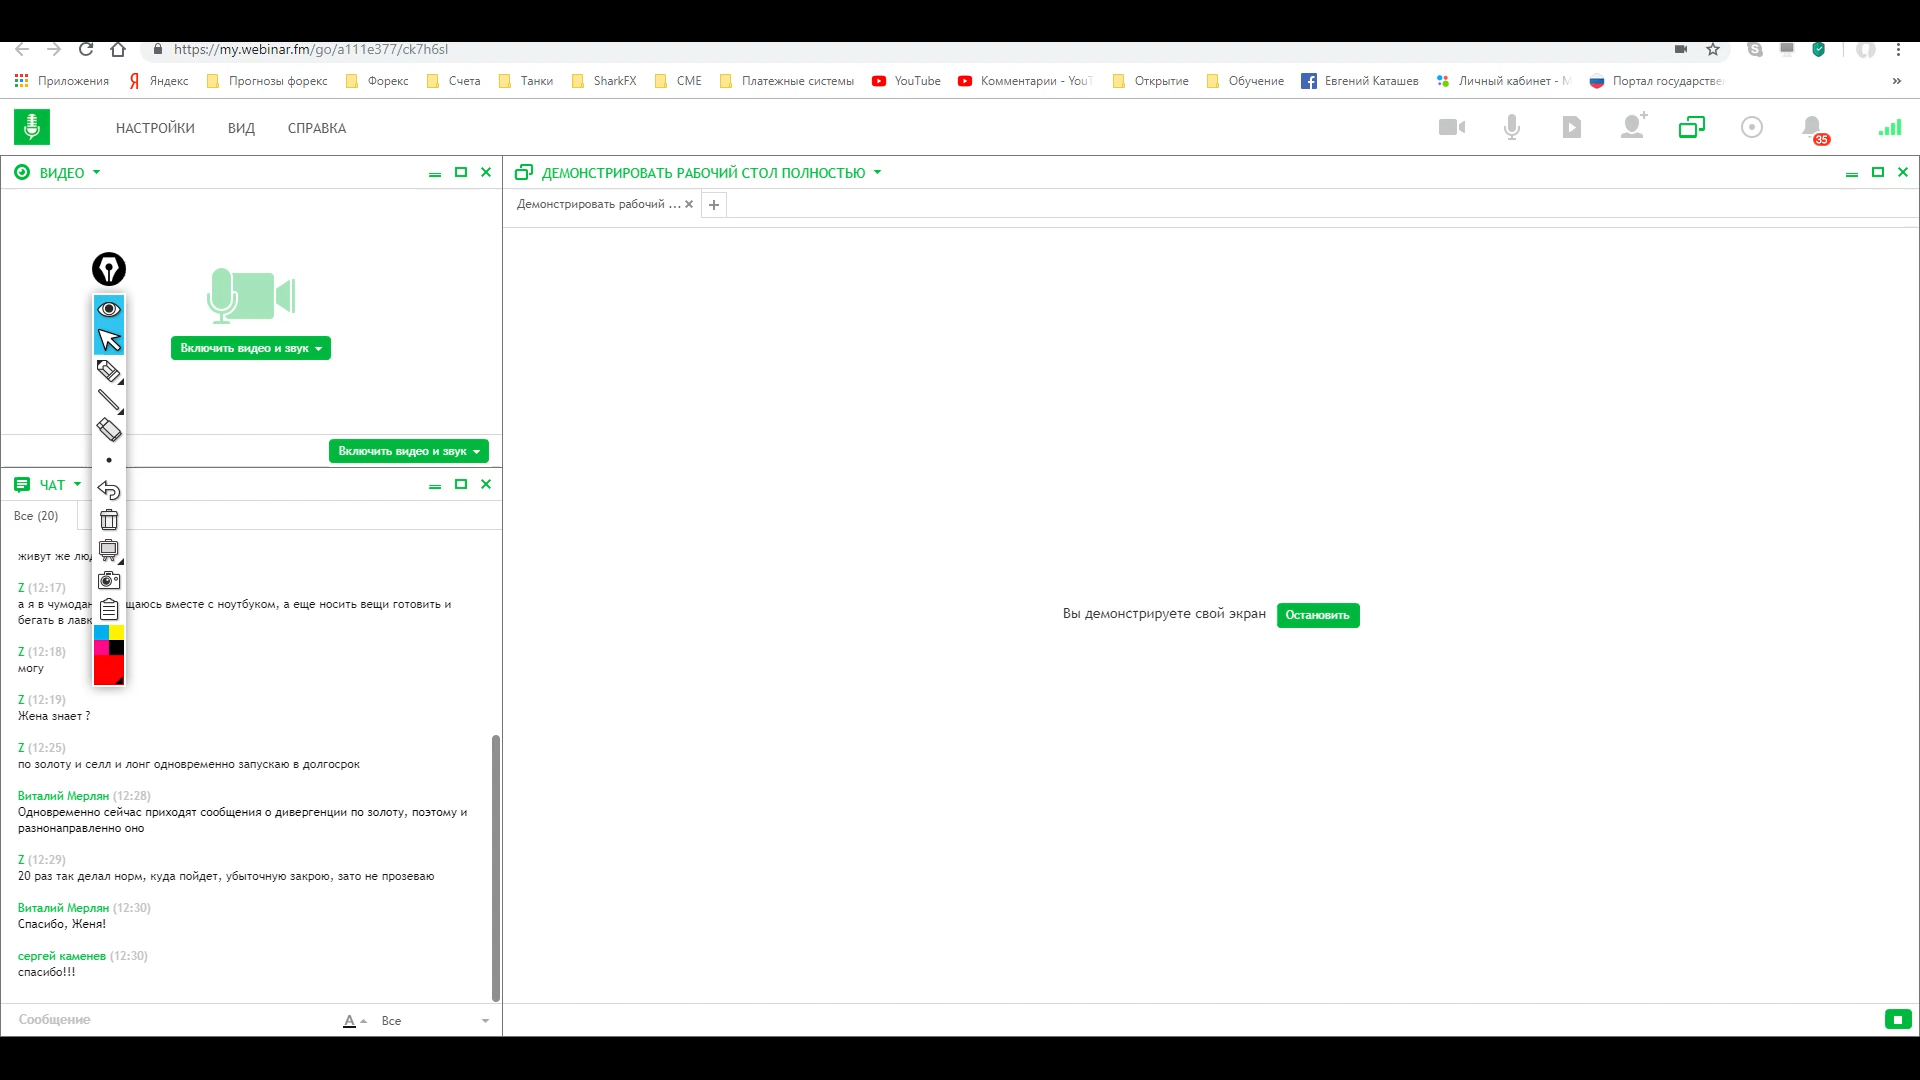 https://my.webinar.fm/go/a111e377/ck7h6sl
Приложения Яндекс Прогнозы форекс Форекс Счета Танки SharkFX CME Платежные системы YouTube Комментарии - YouT Открытие Обучение Евгений Каташев Личный кабинет - М Портал государствен »
НАСТРОЙКИ ВИД СПРАВКА
35
ВИДЕО
ДЕМОНСТРИРОВАТЬ РАБОЧИЙ СТОЛ ПОЛНОСТЬЮ
Демонстрировать рабочий ...
Включить видео и звук
Включить видео и звук
ЧАТ
Все (20)
живут же
Z (12:17)
а я в вместе с ноутбуком, а еще носить вещи готовить и
бегать в
Z (12:18)
могу
Z (12:19)
Жена знает ?
Z (12:25)
по золоту и селл и лонг одновременно запускаю в долгосрок
Виталий Мерлян (12:28)
Одновременно сейчас приходят сообщения о дивергенции по золоту, поэтому и
разнонаправленно оно
Z (12:29)
20 раз так делал норм, куда пойдет, убыточную закрою, зато не прозеваю
Виталий Мерлян (12:30)
Спасибо, Женя!
сергей каменев (12:30)
спасибо!!!
Сообщение
A Все
Вы демонстрируете свой экран Остановить